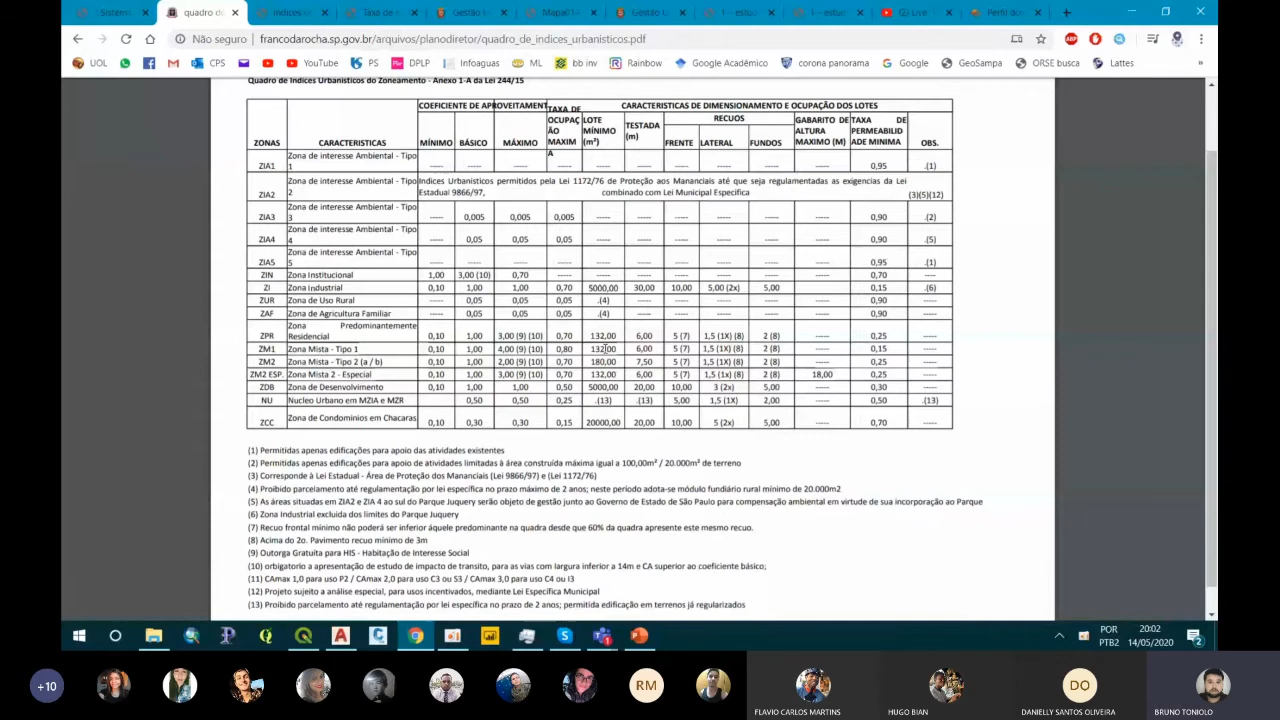 Sistem
quadro de
índices
Taxa de
Gestão U
Mapa01A
Gestão U
1 - estud
1 - estud
Live
Perfil do
Não seguro | francodarocha.sp.gov.br/arquivos/planodiretor/quadro_de_indices_urbanisticos.pdf
UOL CPS YouTube PS DPLP Infoaguas ML bb inv Rainbow Google Acadêmico corona panorama Google GeoSampa ORSE busca Lattes
Quadro de Indices Urbanisticos do Zoneamento - Anexo 1-A da Lei 244/15
COEFICIENTE DE APROVEITAMENT TAXA DE OCUPAÇÃO MAXIMA CARACTERISTICAS DE DIMENSIONAMENTO E OCUPAÇÃO DOS LOTES
ZONAS CARACTERISTICAS MÍNIMO BÁSICO MÁXIMO LOTE MÍNIMO (m²) TESTADA (m) RECUOS FRENTE LATERAL FUNDOS GABARITO DE ALTURA MAXIMO (M) TAXA DE PERMEABILIDADE MINIMA OBS.
ZIA1 Zona de interesse Ambiental - Tipo 1 ----- ----- ----- ----- ----- ----- ----- ----- ----- ----- 0,95 .(1)
ZIA2 Zona de interesse Ambiental - Tipo 2 Indices Urbanisticos permitidos pela Lei 1172/76 de Proteção aos Mananciais até que seja regulamentadas as exigencias da Lei Estadual 9866/97, combinado com Lei Municipal Especifica (3)(5)(12)
ZIA3 Zona de interesse Ambiental - Tipo 3 ----- 0,005 0,005 0,005 ----- ----- ----- ----- ----- ----- 0,90 .(2)
ZIA4 Zona de interesse Ambiental - Tipo 4 ----- 0,05 0,05 0,05 ----- ----- ----- ----- ----- ----- 0,90 .(5)
ZIA5 Zona de interesse Ambiental - Tipo 5 ----- ----- ----- ----- ----- ----- ----- ----- ----- ----- 0,95 .(1)
ZIN Zona Institucional 1,00 3,00 (10) 0,70 ----- ----- ----- ----- ----- ----- ----- 0,70 ----
ZI Zona Industrial 0,10 1,00 1,00 0,70 5000,00 30,00 10,00 5,00 (2x) 5,00 ----- 0,15 .(6)
ZUR Zona de Uso Rural 0,05 0,05 0,05 .(4) ----- ----- ----- ----- ----- 0,90 -----
ZAF Zona de Agricultura Familiar 0,05 0,05 0,05 .(4) ----- ----- ----- ----- ----- 0,90 -----
ZPR Zona Predominantemente Residencial 0,10 1,00 3,00 (9) (10) 0,70 132,00 6,00 5 (7) 1,5 (1X) (8) 2 (8) ----- 0,25 -----
ZM1 Zona Mista - Tipo 1 0,10 1,00 4,00 (9) (10) 0,80 132,00 6,00 5 (7) 1,5 (1X) (8) 2 (8) ----- 0,15 -----
ZM2 Zona Mista - Tipo 2 (a / b) 0,10 1,00 2,00 (9) (10) 0,70 180,00 7,50 5 (7) 1,5 (1X) (8) 2 (8) ----- 0,25 -----
ZM2 ESP. Zona Mista 2 - Especial 0,10 1,00 3,00 (9) (10) 0,70 132,00 6,00 5 (7) 1,5 (1x) (8) 2 (8) 18,00 0,25 -----
ZDB Zona de Desenvolvimento 0,10 1,00 1,00 0,50 5000,00 20,00 10,00 3 (2x) 5,00 ----- 0,30 -----
NU Nucleo Urbano em MZIA e MZR 0,50 0,50 0,25 .(13) .(13) 5,00 1,5 (1X) 2,00 ----- 0,50 .(13)
ZCC Zona de Condominios em Chacaras 0,10 0,30 0,30 0,15 20000,00 20,00 10,00 5 (2x) 5,00 ----- 0,70 -----
(1) Permitidas apenas edificações para apoio das atividades existentes
(2) Permitidas apenas edificações para apoio de atividades limitadas à área construída máxima igual a 100,00m² / 20.000m² de terreno
(3) Corresponde à Lei Estadual - Área de Proteção dos Mananciais (Lei 9866/97) e (Lei 1172/76)
(4) Proibido parcelamento até regulamentação por lei específica no prazo máximo de 2 anos; neste período adota-se módulo fundiário rural mínimo de 20.000m2
(5) As áreas situadas em ZIA2 e ZIA 4 ao sul do Parque Juquery serão objeto de gestão junto ao Governo de Estado de São Paulo para compensação ambiental em virtude de sua incorporação ao Parque
(6) Zona Industrial excluida dos limites do Parque Juquery
(7) Recuo frontal mínimo não poderá ser inferior àquele predominante na quadra desde que 60% da quadra apresente este mesmo recuo.
(8) Acima do 2o. Pavimento recuo mínimo de 3m
(9) Outorga Gratuita para HIS - Habitação de Interesse Social
(10) orbigatorio a apresentação de estudo de impacto de transito, para as vias com largura inferior a 14m e CA superior ao coeficiente básico;
(11) CAmax 1,0 para uso P2 / CAmax 2,0 para uso C3 ou S3 / CAmax 3,0 para uso C4 ou I3
(12) Projeto sujeito a análise especial, para usos incentivados, mediante Lei Específica Municipal
(13) Proibido parcelamento até regulamentação por lei específica no prazo de 2 anos; permitida edificação em terrenos já regularizados
POR
PTB2
20:02
14/05/2020
2
+10
RM
DO
FLAVIO CARLOS MARTINS
HUGO BIAN
DANIELLY SANTOS OLIVEIRA
BRUNO TONIOLO